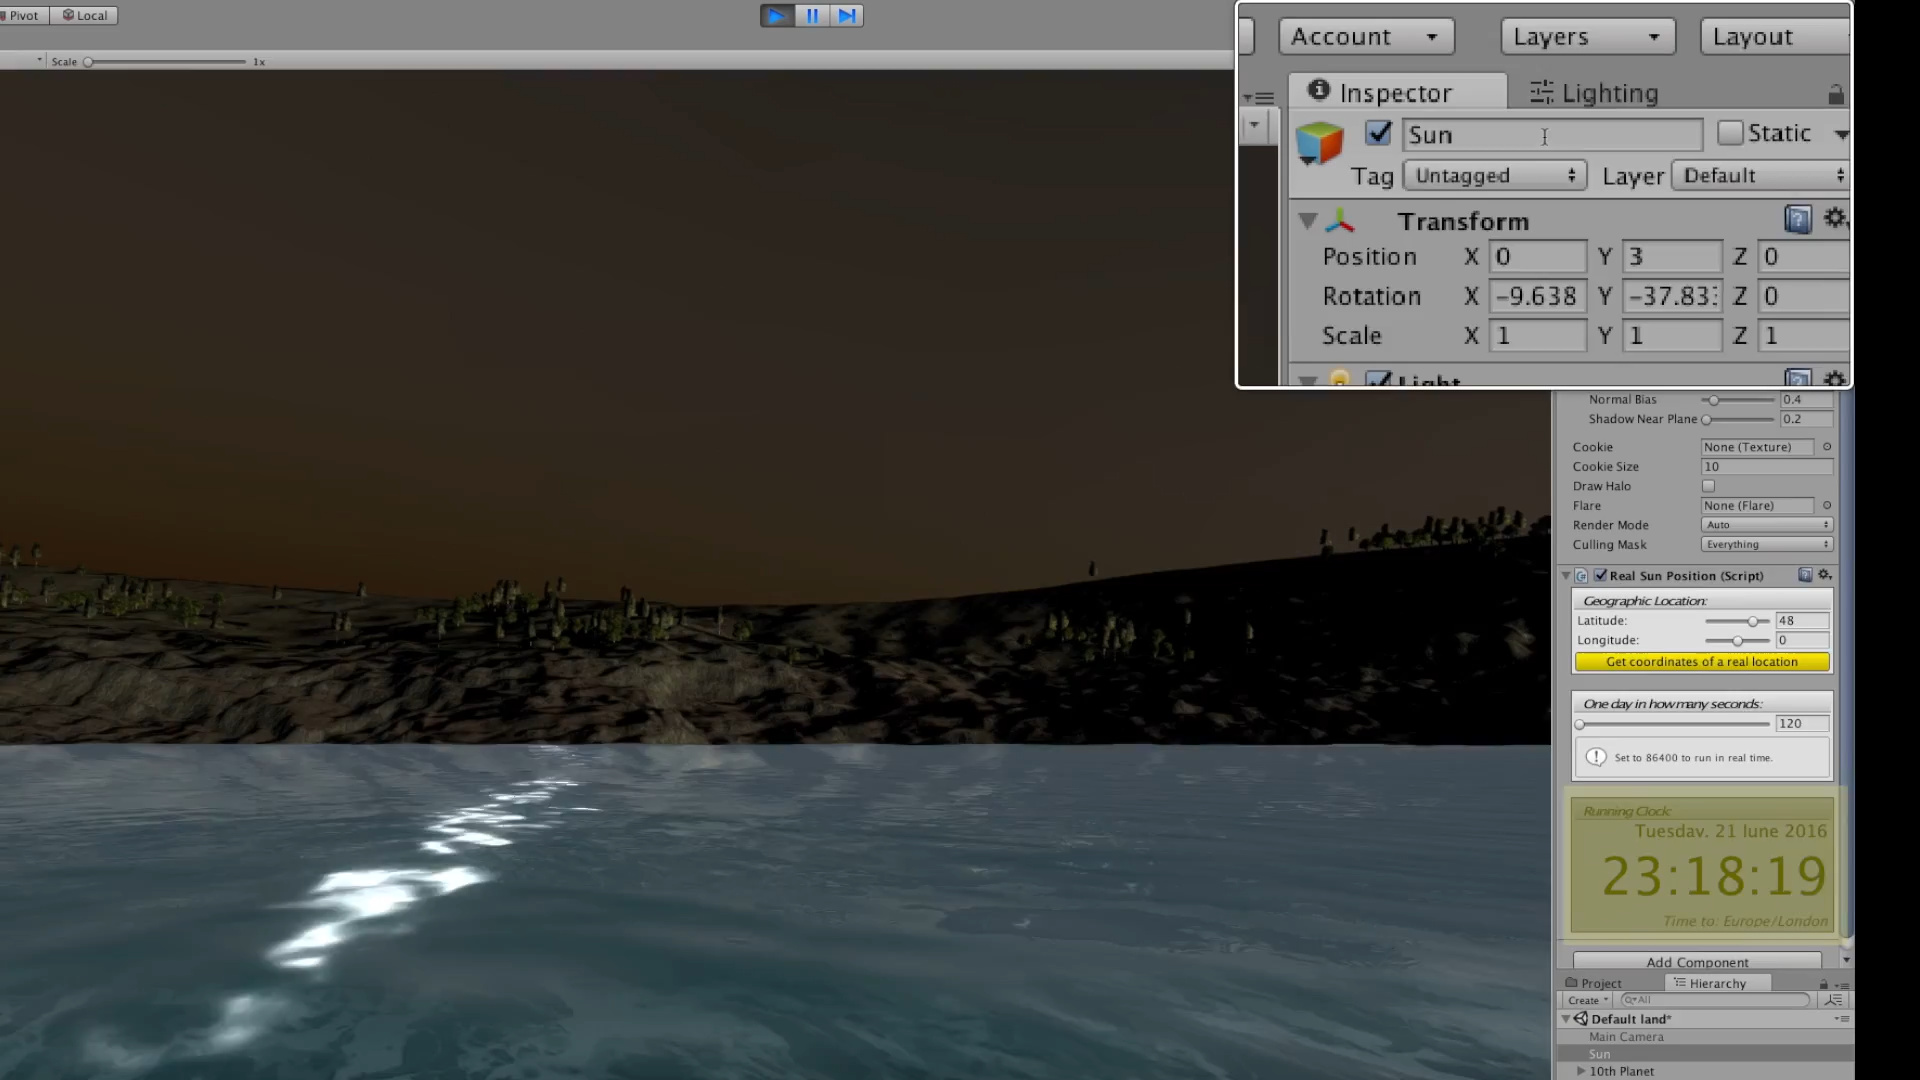 Pivot Local
Scale 1x
Account Layers Layout
Inspector Lighting
Sun Static
Tag Untagged Layer Default
Transform
Position X 0 Y 3 Z 0
Rotation X -9.638 Y Z 0
Scale X 1 Y 1 Z 1
Light
Normal Bias 0.4
Shadow Near Plane 0.2
Cookie None (Texture)
Cookie Size 10
Draw Halo
Flare None (Flare)
Render Mode Auto
Culling Mask Everything
Real Sun Position (Script)
Geographic Location:
Latitude: 48
Longitude: 0
Get coordinates of a real location
One day in how many seconds:
120
Set to 86400 to run in real time.
Running Clock:
Tuesday, 21 June 2016
23:18:19
Time to: Europe/London
Add Component
Project Hierarchy
Create All
Default land*
Main Camera
Sun
10th Planet